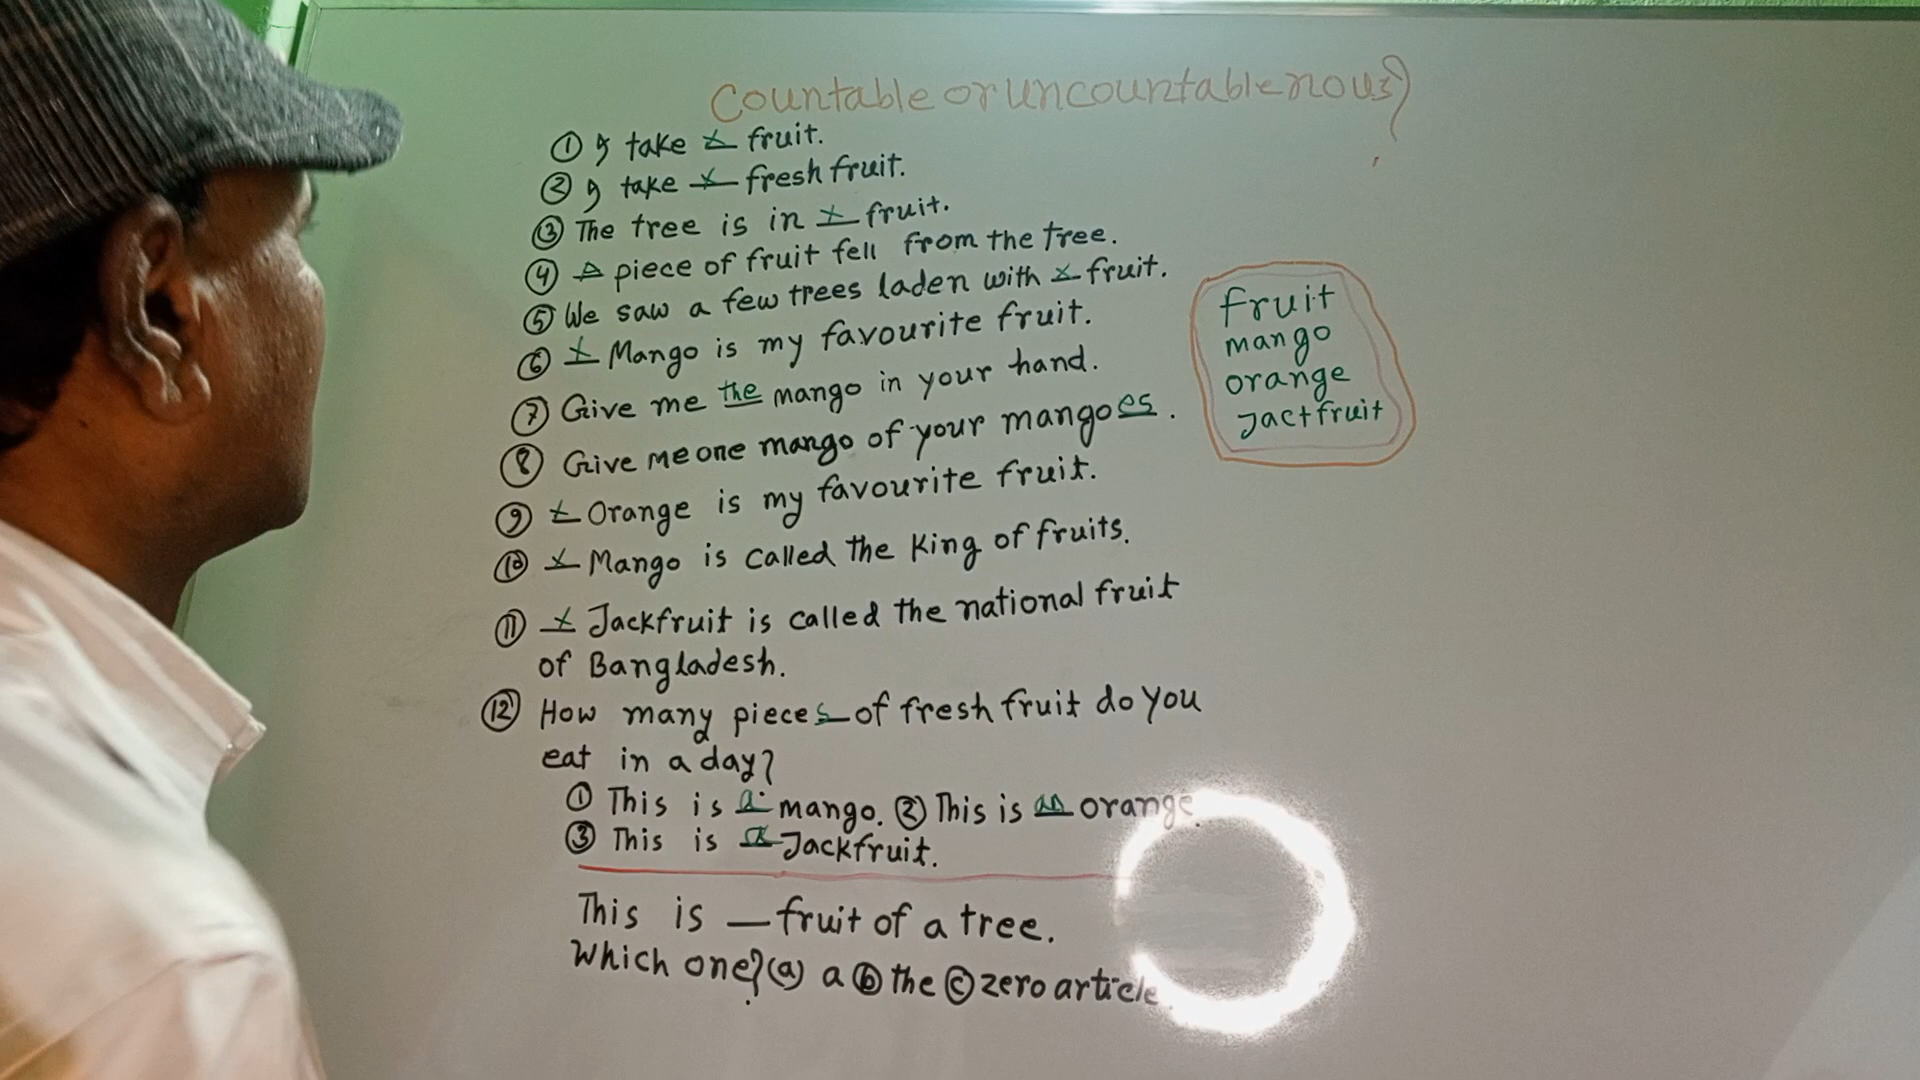 Countable or uncountable nous?
① I take × fruit.
② I take × fresh fruit.
③ The tree is in × fruit.
④ A piece of fruit fell from the tree.
⑤ We saw a few trees laden with × fruit.
⑥ × Mango is my favourite fruit.
⑦ Give me the mango in your hand.
⑧ Give me one mango of your mangoes.
⑨ × Orange is my favourite fruit.
⑩ × Mango is called the King of fruits.
⑪ × Jackfruit is called the national fruit
of Bangladesh.
⑫ How many pieces of fresh fruit do you
eat in a day?
① This is a mango. ② This is an orange.
③ This is a Jackfruit.
This is — fruit of a tree.
Which one? (a) a ⓑ the ⓒ zero article
fruit
mango
orange
Jactfruit